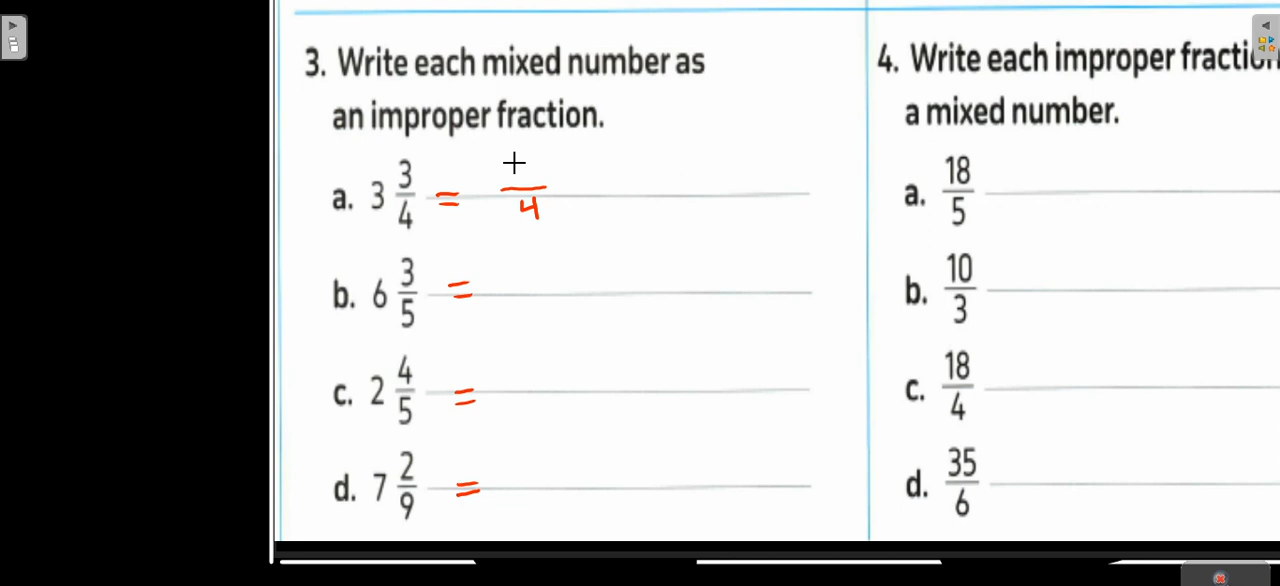 3. Write each mixed number as
an improper fraction.
a. 3 3/4 = /4
b. 6 3/5 =
c. 2 4/5 =
d. 7 2/9 =
4. Write each improper fraction
a mixed number.
a. 18/5
b. 10/3
c. 18/4
d. 35/6